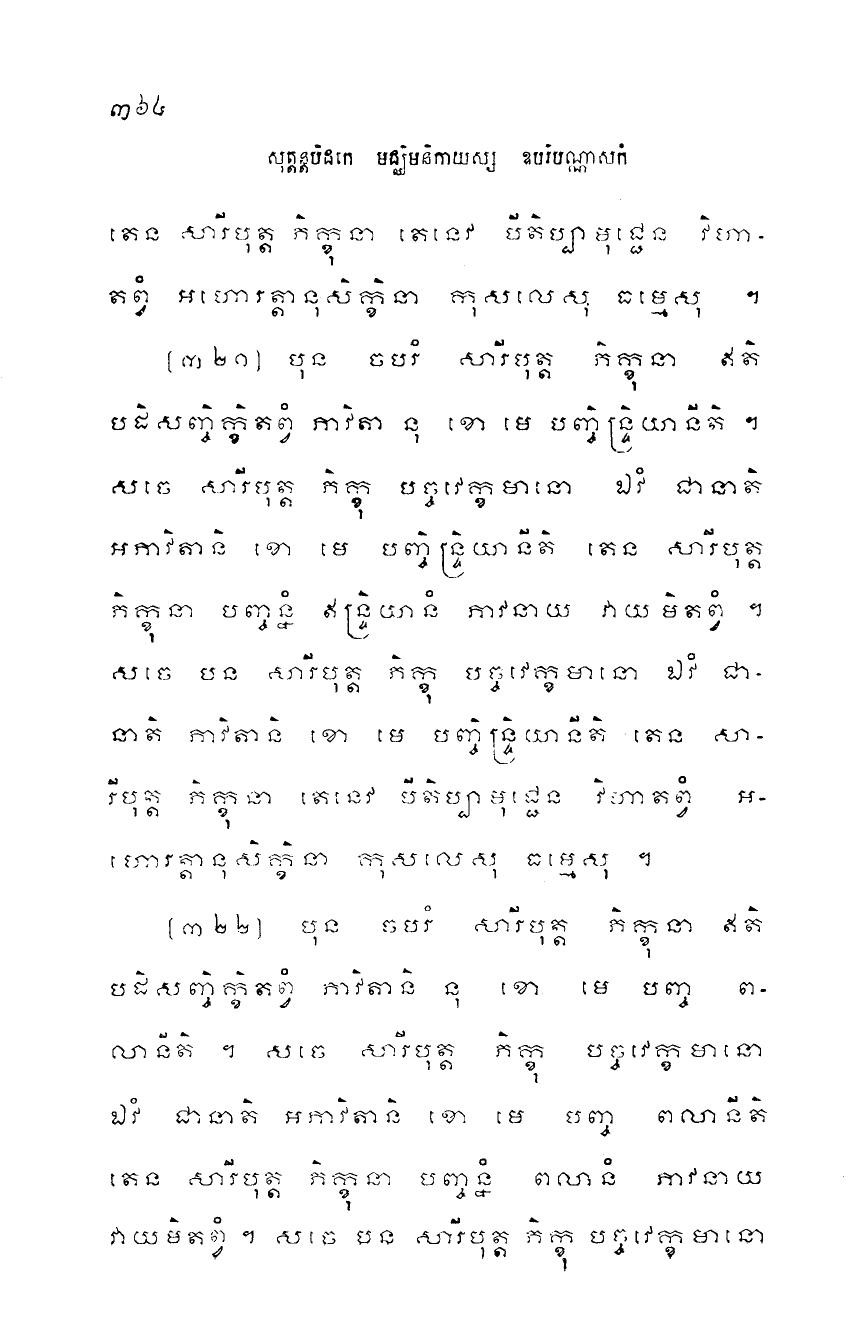 ៣៦៤
សុត្តន្តបិដកេ មជ្ឈិមនិកាយស្ស ឧបរិបណ្ណាសកំ
តេន សារីបុត្ត ភិក្ខុនា តេនេវ បីតិប្បាមុជ្ជេន វិហា-
តព្វំ អហោរត្តានុសិក្ខិនា កុសលេសុ ធម្មេសុ ។
[៣២១] បុន ចបរំ សារីបុត្ត ភិក្ខុនា ឥតិ
បដិសញ្ចិក្ខិតព្វំ ភាវិតា នុ ខោ មេ បញ្ចិន្ទ្រិយានីតិ ។
សចេ សារីបុត្ត ភិក្ខុ បច្ចវេក្ខមានោ ឯវំ ជានាតិ
អភាវិតានិ ខោ មេ បញ្ចិន្ទ្រិយានីតិ តេន សារីបុត្ត
ភិក្ខុនា បញ្ចន្នំ ឥន្ទ្រិយានំ ភាវនាយ វាយមិតព្វំ ។
សចេ បន សារីបុត្ត ភិក្ខុ បច្ចវេក្ខមានោ ឯវំ ជា-
នាតិ ភាវិតានិ ខោ មេ បញ្ចិន្ទ្រិយានីតិ តេន សា-
រីបុត្ត ភិក្ខុនា តេនេវ បីតិប្បាមុជ្ជេន វិហាតព្វំ អ-
ហោរត្តានុសិក្ខិនា កុសលេសុ ធម្មេសុ ។
[៣២២] បុន ចបរំ សារីបុត្ត ភិក្ខុនា ឥតិ
បដិសញ្ចិក្ខិតព្វំ ភាវិតានិ នុ ខោ មេ បញ្ច ព-
លានីតិ ។ សចេ សារីបុត្ត ភិក្ខុ បច្ចវេក្ខមានោ
ឯវំ ជានាតិ អភាវិតានិ ខោ មេ បញ្ច ពលានីតិ
តេន សារីបុត្ត ភិក្ខុនា បញ្ចន្នំ ពលានំ ភាវនាយ
វាយមិតព្វំ ។ សចេ បន សារីបុត្ត ភិក្ខុ បច្ចវេក្ខមានោ